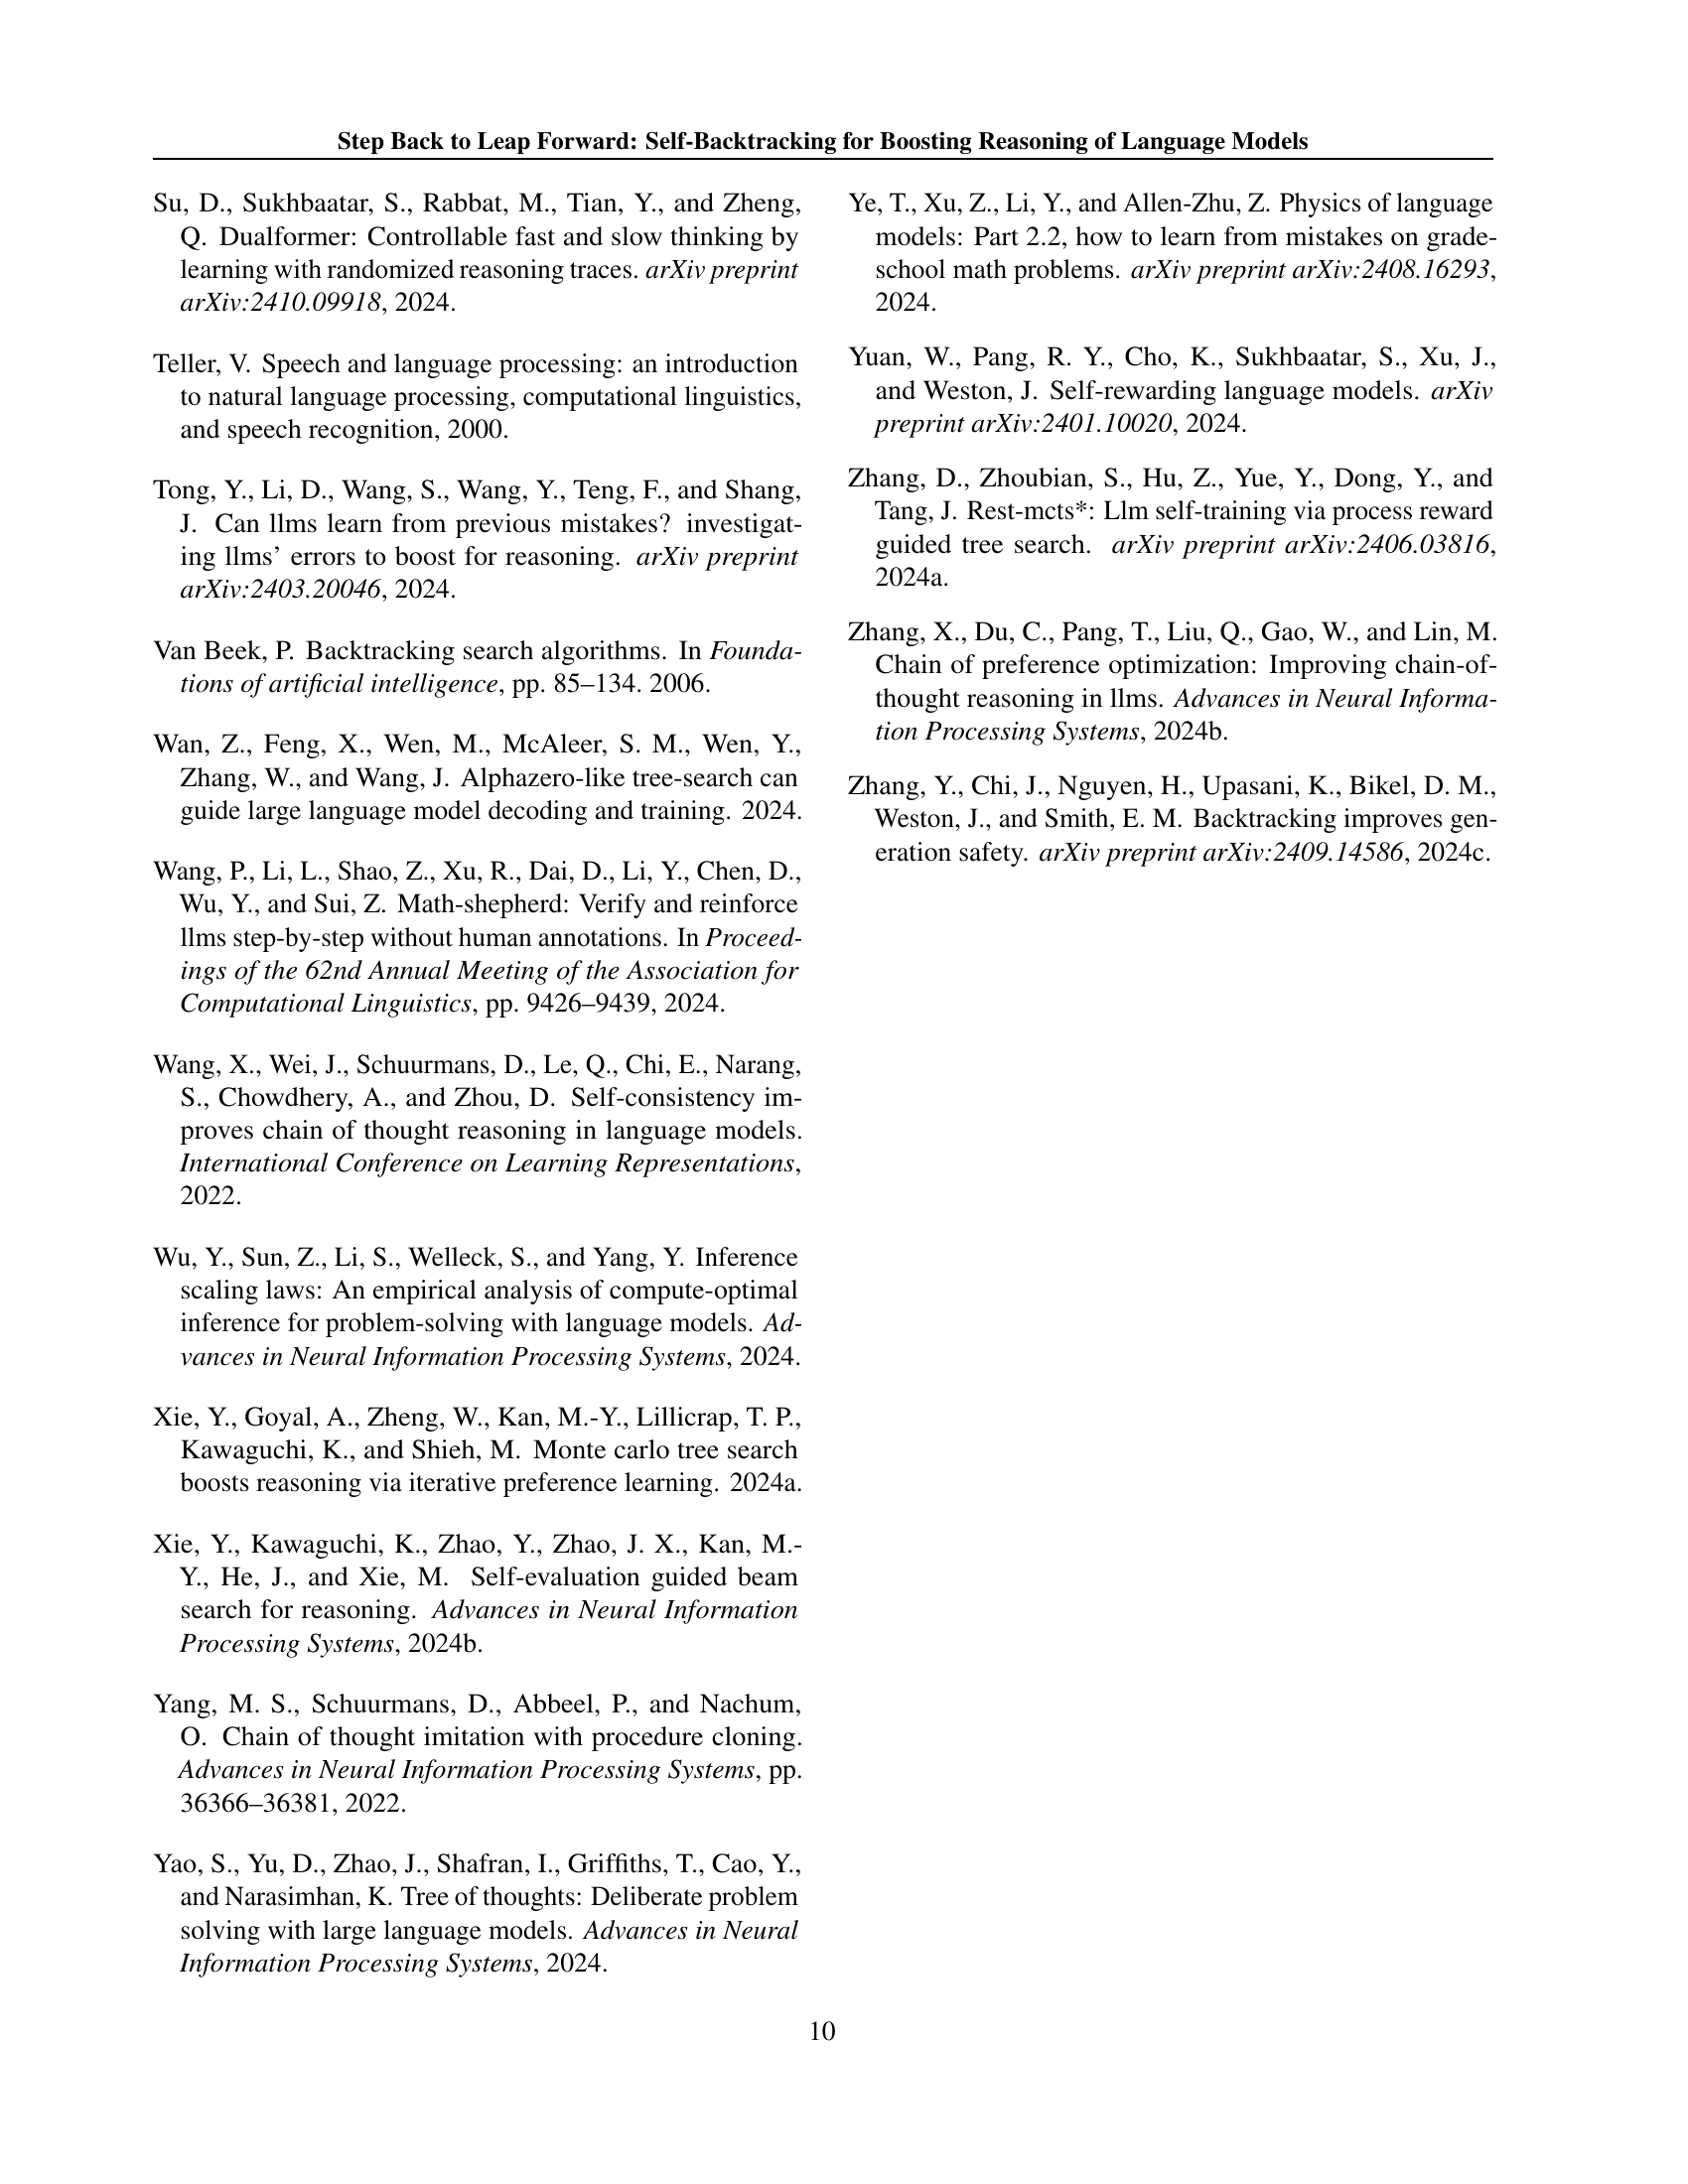 Step Back to Leap Forward: Self-Backtracking for Boosting Reasoning of Language Models
Su, D., Sukhbaatar, S., Rabbat, M., Tian, Y., and Zheng,
Q. Dualformer: Controllable fast and slow thinking by
learning with randomized reasoning traces. arXiv preprint
arXiv:2410.09918, 2024.
Teller, V. Speech and language processing: an introduction
to natural language processing, computational linguistics,
and speech recognition, 2000.
Tong, Y., Li, D., Wang, S., Wang, Y., Teng, F., and Shang,
J. Can llms learn from previous mistakes? investigat-
ing llms’ errors to boost for reasoning. arXiv preprint
arXiv:2403.20046, 2024.
Van Beek, P. Backtracking search algorithms. In Founda-
tions of artificial intelligence, pp. 85–134. 2006.
Wan, Z., Feng, X., Wen, M., McAleer, S. M., Wen, Y.,
Zhang, W., and Wang, J. Alphazero-like tree-search can
guide large language model decoding and training. 2024.
Wang, P., Li, L., Shao, Z., Xu, R., Dai, D., Li, Y., Chen, D.,
Wu, Y., and Sui, Z. Math-shepherd: Verify and reinforce
llms step-by-step without human annotations. In Proceed-
ings of the 62nd Annual Meeting of the Association for
Computational Linguistics, pp. 9426–9439, 2024.
Wang, X., Wei, J., Schuurmans, D., Le, Q., Chi, E., Narang,
S., Chowdhery, A., and Zhou, D. Self-consistency im-
proves chain of thought reasoning in language models.
International Conference on Learning Representations,
2022.
Wu, Y., Sun, Z., Li, S., Welleck, S., and Yang, Y. Inference
scaling laws: An empirical analysis of compute-optimal
inference for problem-solving with language models. Ad-
vances in Neural Information Processing Systems, 2024.
Xie, Y., Goyal, A., Zheng, W., Kan, M.-Y., Lillicrap, T. P.,
Kawaguchi, K., and Shieh, M. Monte carlo tree search
boosts reasoning via iterative preference learning. 2024a.
Xie, Y., Kawaguchi, K., Zhao, Y., Zhao, J. X., Kan, M.-
Y., He, J., and Xie, M. Self-evaluation guided beam
search for reasoning. Advances in Neural Information
Processing Systems, 2024b.
Yang, M. S., Schuurmans, D., Abbeel, P., and Nachum,
O. Chain of thought imitation with procedure cloning.
Advances in Neural Information Processing Systems, pp.
36366–36381, 2022.
Yao, S., Yu, D., Zhao, J., Shafran, I., Griffiths, T., Cao, Y.,
and Narasimhan, K. Tree of thoughts: Deliberate problem
solving with large language models. Advances in Neural
Information Processing Systems, 2024.
Ye, T., Xu, Z., Li, Y., and Allen-Zhu, Z. Physics of language
models: Part 2.2, how to learn from mistakes on grade-
school math problems. arXiv preprint arXiv:2408.16293,
2024.
Yuan, W., Pang, R. Y., Cho, K., Sukhbaatar, S., Xu, J.,
and Weston, J. Self-rewarding language models. arXiv
preprint arXiv:2401.10020, 2024.
Zhang, D., Zhoubian, S., Hu, Z., Yue, Y., Dong, Y., and
Tang, J. Rest-mcts*: Llm self-training via process reward
guided tree search. arXiv preprint arXiv:2406.03816,
2024a.
Zhang, X., Du, C., Pang, T., Liu, Q., Gao, W., and Lin, M.
Chain of preference optimization: Improving chain-of-
thought reasoning in llms. Advances in Neural Informa-
tion Processing Systems, 2024b.
Zhang, Y., Chi, J., Nguyen, H., Upasani, K., Bikel, D. M.,
Weston, J., and Smith, E. M. Backtracking improves gen-
eration safety. arXiv preprint arXiv:2409.14586, 2024c.
10